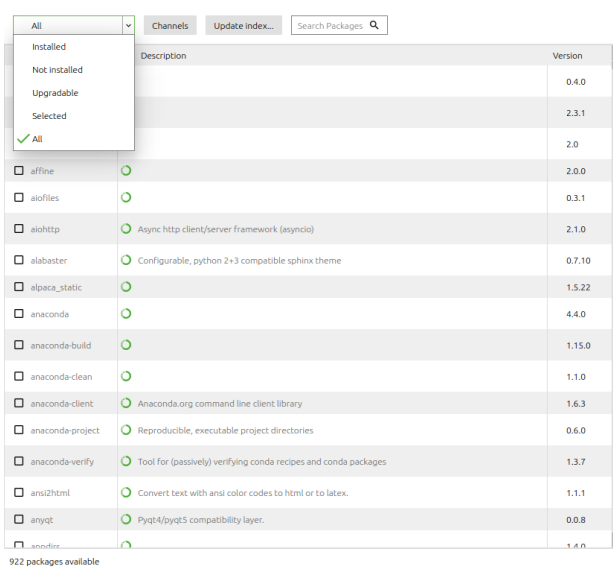 All
Channels
Update index...
Search Packages
Installed
Not installed
Upgradable
Selected
All
Description
Version
0.4.0
2.3.1
2.0
affine 2.0.0
aiofiles 0.3.1
aiohttp Async http client/server framework (asyncio) 2.1.0
alabaster Configurable, python 2+3 compatible sphinx theme 0.7.10
alpaca_static 1.5.22
anaconda 4.4.0
anaconda-build 1.15.0
anaconda-clean 1.1.0
anaconda-client Anaconda.org command line client library 1.6.3
anaconda-project Reproducible, executable project directories 0.6.0
anaconda-verify Tool for (passively) verifying conda recipes and conda packages 1.3.7
ansi2html Convert text with ansi color codes to html or to latex. 1.1.1
anyqt Pyqt4/pyqt5 compatibility layer. 0.0.8
appdirs 1.4.0
922 packages available